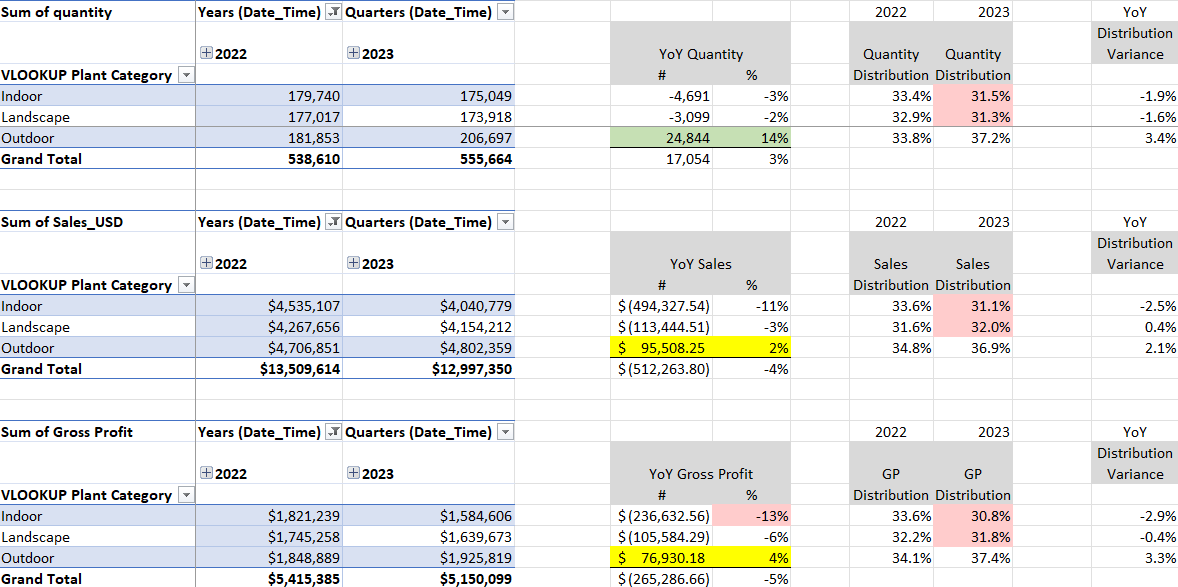 Sum of quantity Years (Date_Time) Quarters (Date_Time) 2022 2023 YoY
Distribution
2022 2023 YoY Quantity Quantity Quantity Variance
VLOOKUP Plant Category # % Distribution Distribution
Indoor 179,740 175,049 -4,691 -3% 33.4% 31.5% -1.9%
Landscape 177,017 173,918 -3,099 -2% 32.9% 31.3% -1.6%
Outdoor 181,853 206,697 24,844 14% 33.8% 37.2% 3.4%
Grand Total 538,610 555,664 17,054 3%
Sum of Sales_USD Years (Date_Time) Quarters (Date_Time) 2022 2023 YoY
Distribution
2022 2023 YoY Sales Sales Sales Variance
VLOOKUP Plant Category # % Distribution Distribution
Indoor $4,535,107 $4,040,779 $(494,327.54) -11% 33.6% 31.1% -2.5%
Landscape $4,267,656 $4,154,212 $(113,444.51) -3% 31.6% 32.0% 0.4%
Outdoor $4,706,851 $4,802,359 $ 95,508.25 2% 34.8% 36.9% 2.1%
Grand Total $13,509,614 $12,997,350 $(512,263.80) -4%
Sum of Gross Profit Years (Date_Time) Quarters (Date_Time) 2022 2023 YoY
Distribution
2022 2023 YoY Gross Profit GP GP Variance
VLOOKUP Plant Category # % Distribution Distribution
Indoor $1,821,239 $1,584,606 $(236,632.56) -13% 33.6% 30.8% -2.9%
Landscape $1,745,258 $1,639,673 $(105,584.29) -6% 32.2% 31.8% -0.4%
Outdoor $1,848,889 $1,925,819 $ 76,930.18 4% 34.1% 37.4% 3.3%
Grand Total $5,415,385 $5,150,099 $(265,286.66) -5%